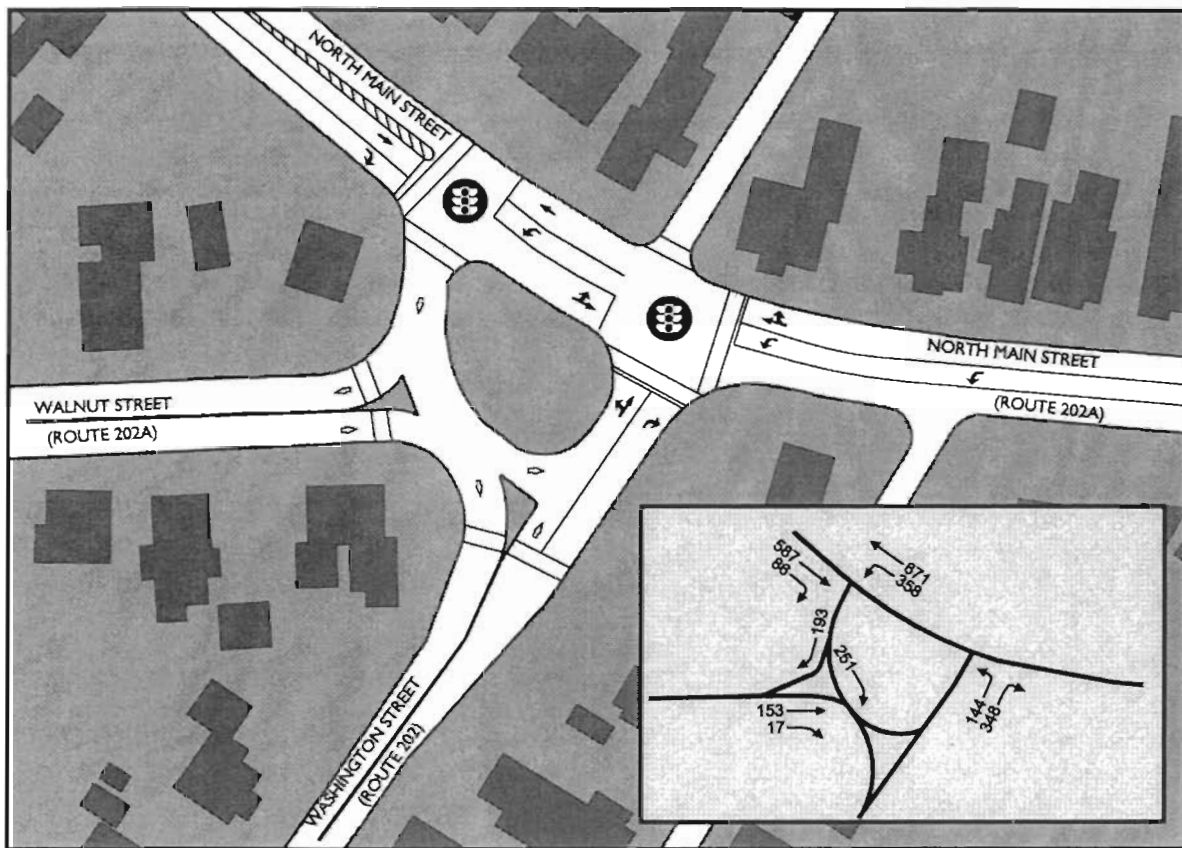 NORTH MAIN STREET
WALNUT STREET
(ROUTE 202A)
NORTH MAIN STREET
(ROUTE 202A)
WASHINGTON STREET
(ROUTE 202)
587
86
871
358
193
251
153
17
144
348